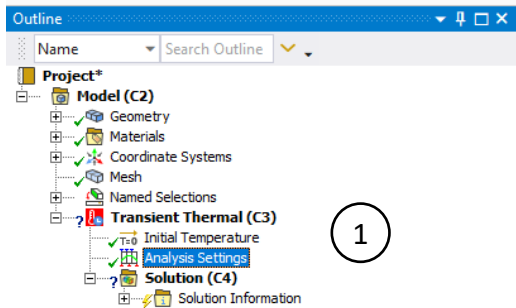 Outline
Name Search Outline
Project*
Model (C2)
Geometry
Materials
Coordinate Systems
Mesh
Named Selections
? Transient Thermal (C3)
T=0 Initial Temperature
Analysis Settings
? Solution (C4)
Solution Information
1